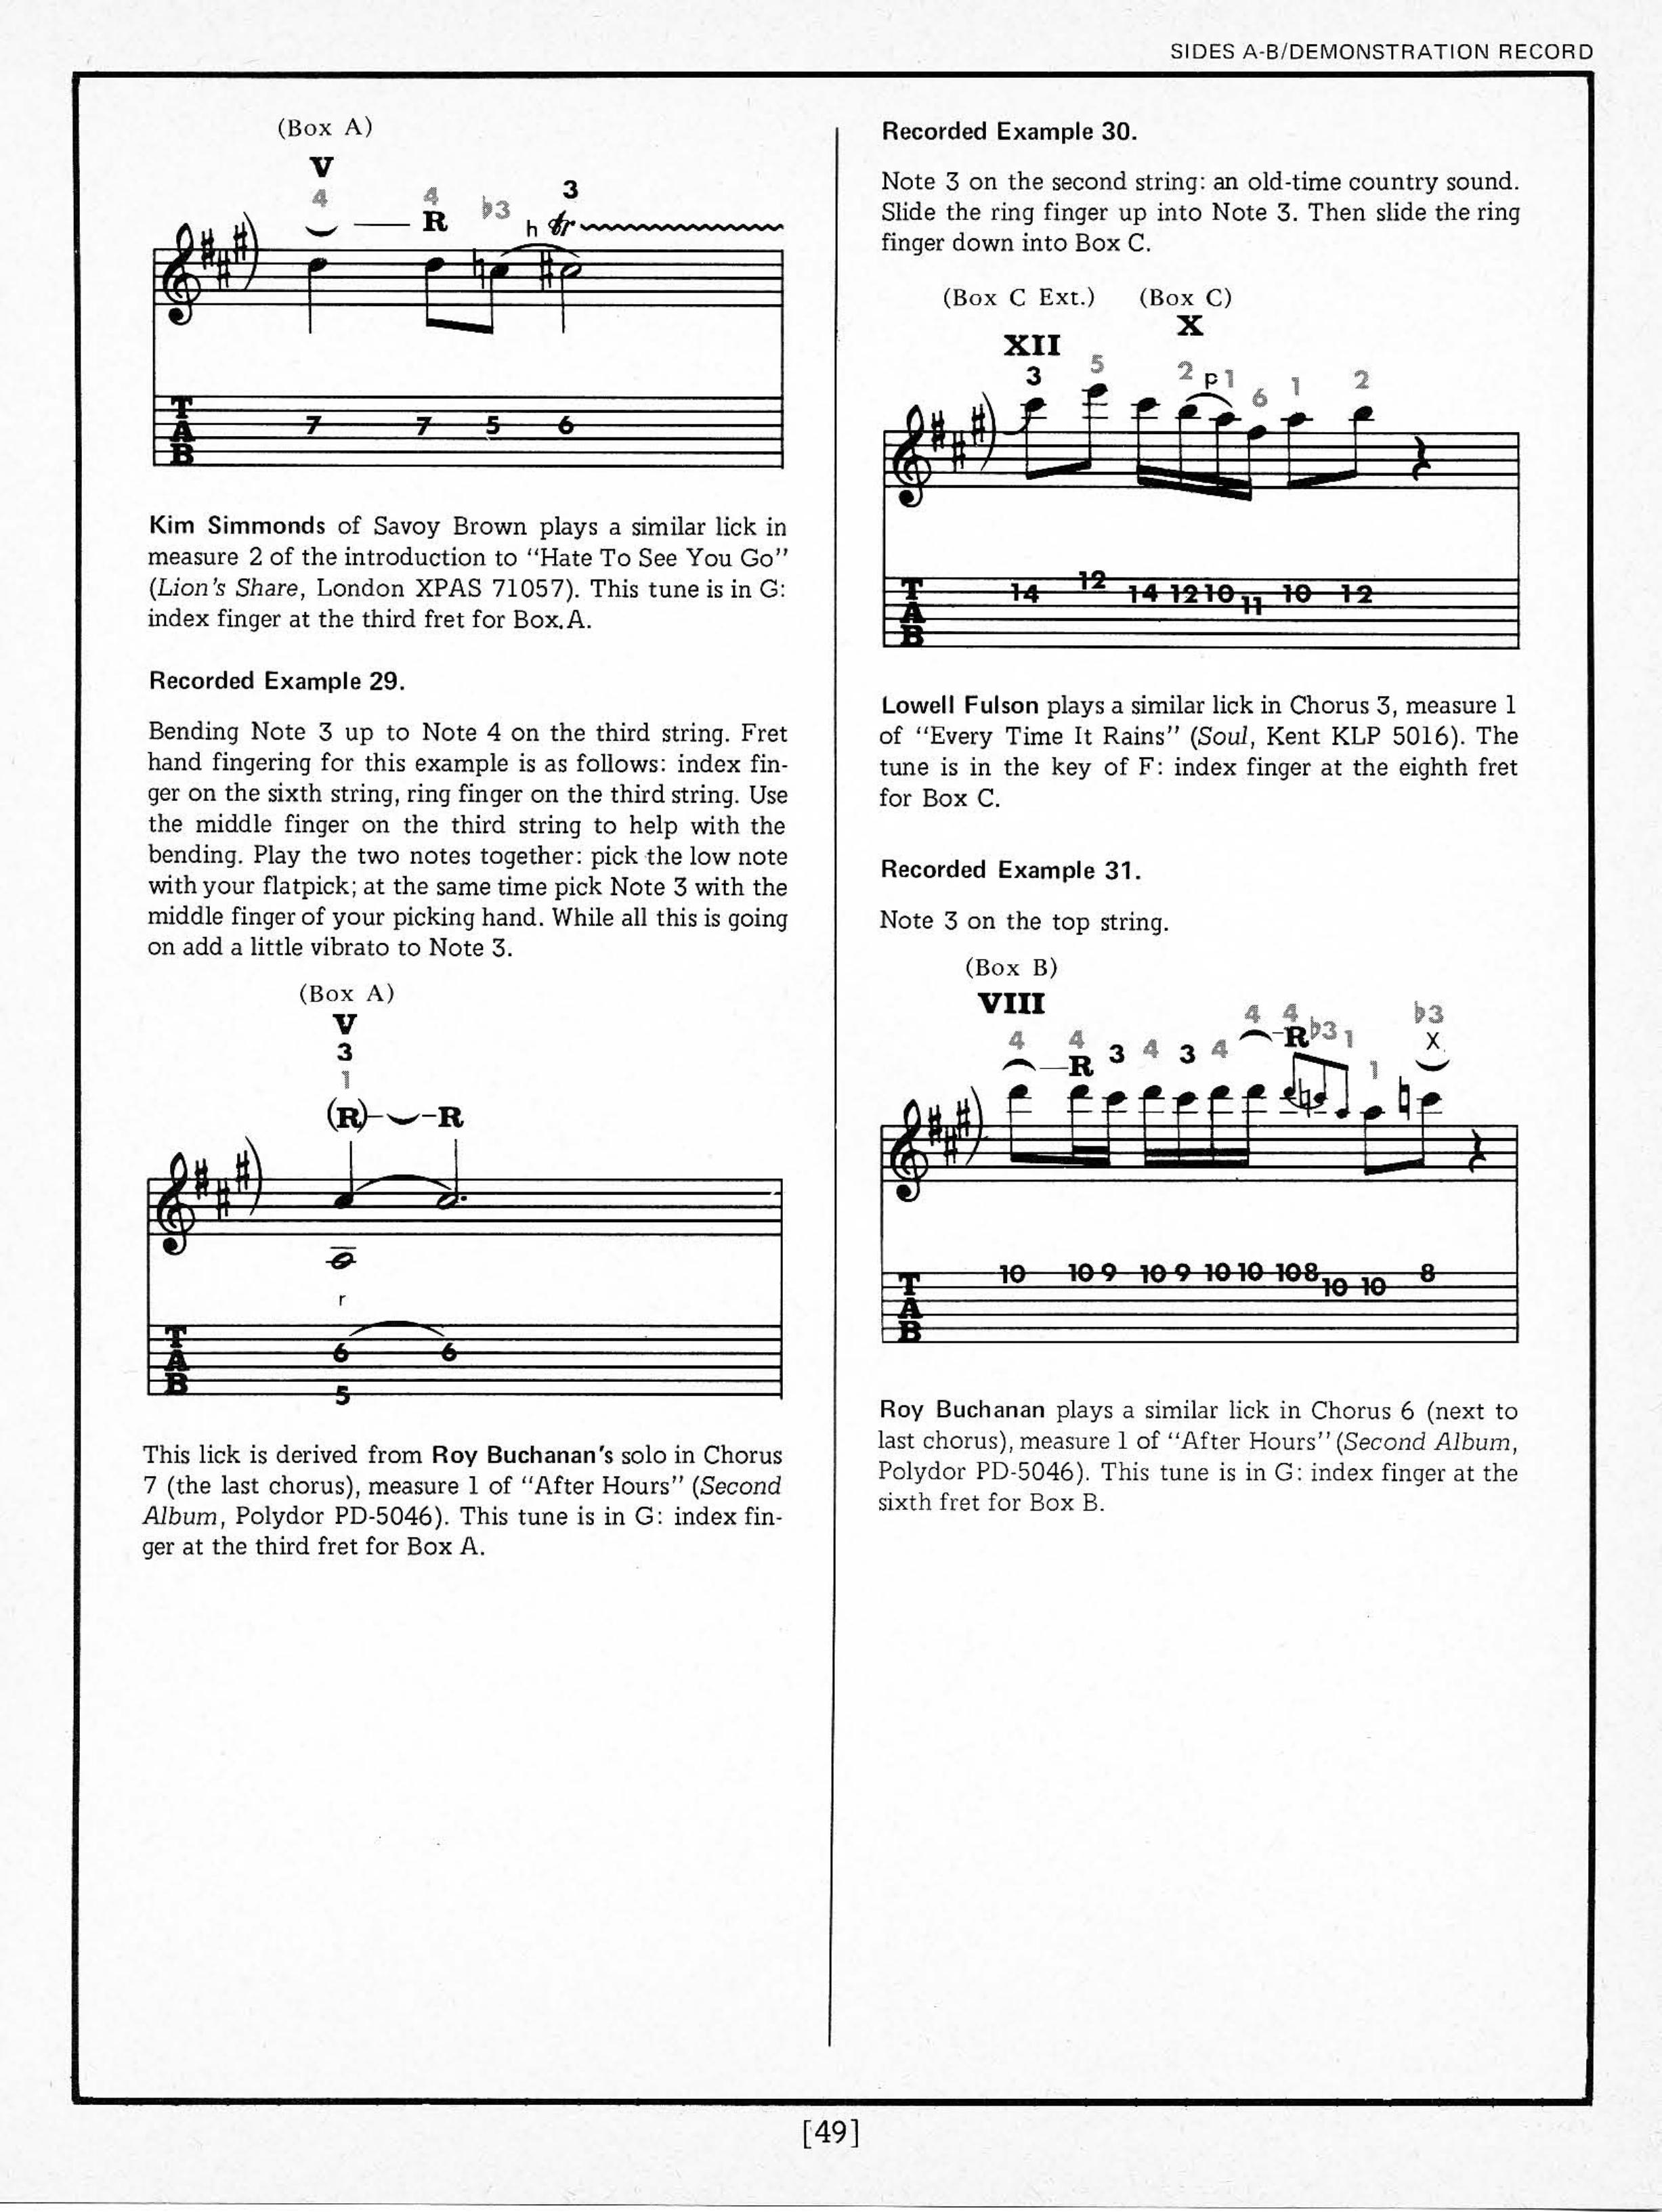 SIDES A-B/DEMONSTRATION RECORD
(Box A)
V
4 4 ♭3 3
R h tr
T
A
B
7 7 5 6
Kim Simmonds of Savoy Brown plays a similar lick in
measure 2 of the introduction to “Hate To See You Go”
(Lion’s Share, London XPAS 71057). This tune is in G:
index finger at the third fret for Box.A.
Recorded Example 29.
Bending Note 3 up to Note 4 on the third string. Fret
hand fingering for this example is as follows: index fin-
ger on the sixth string, ring finger on the third string. Use
the middle finger on the third string to help with the
bending. Play the two notes together: pick the low note
with your flatpick; at the same time pick Note 3 with the
middle finger of your picking hand. While all this is going
on add a little vibrato to Note 3.
(Box A)
V
3
1
(R) R
r
T
A
B
6 6
5
This lick is derived from Roy Buchanan’s solo in Chorus
7 (the last chorus), measure 1 of “After Hours” (Second
Album, Polydor PD-5046). This tune is in G: index fin-
ger at the third fret for Box A.
Recorded Example 30.
Note 3 on the second string: an old-time country sound.
Slide the ring finger up into Note 3. Then slide the ring
finger down into Box C.
(Box C Ext.) (Box C)
XII X
3 5 2 p 1 6 1 2
T
A
B
14 12 14 12 10 11 10 12
Lowell Fulson plays a similar lick in Chorus 3, measure 1
of “Every Time It Rains” (Soul, Kent KLP 5016). The
tune is in the key of F: index finger at the eighth fret
for Box C.
Recorded Example 31.
Note 3 on the top string.
(Box B)
VIII
4 4 3 4 3 4 4 4 ♭3 1 1 ♭3
R R X
T
A
B
10 10 9 10 9 10 10 10 8 10 10 8
Roy Buchanan plays a similar lick in Chorus 6 (next to
last chorus), measure 1 of “After Hours” (Second Album,
Polydor PD-5046). This tune is in G: index finger at the
sixth fret for Box B.
[49]